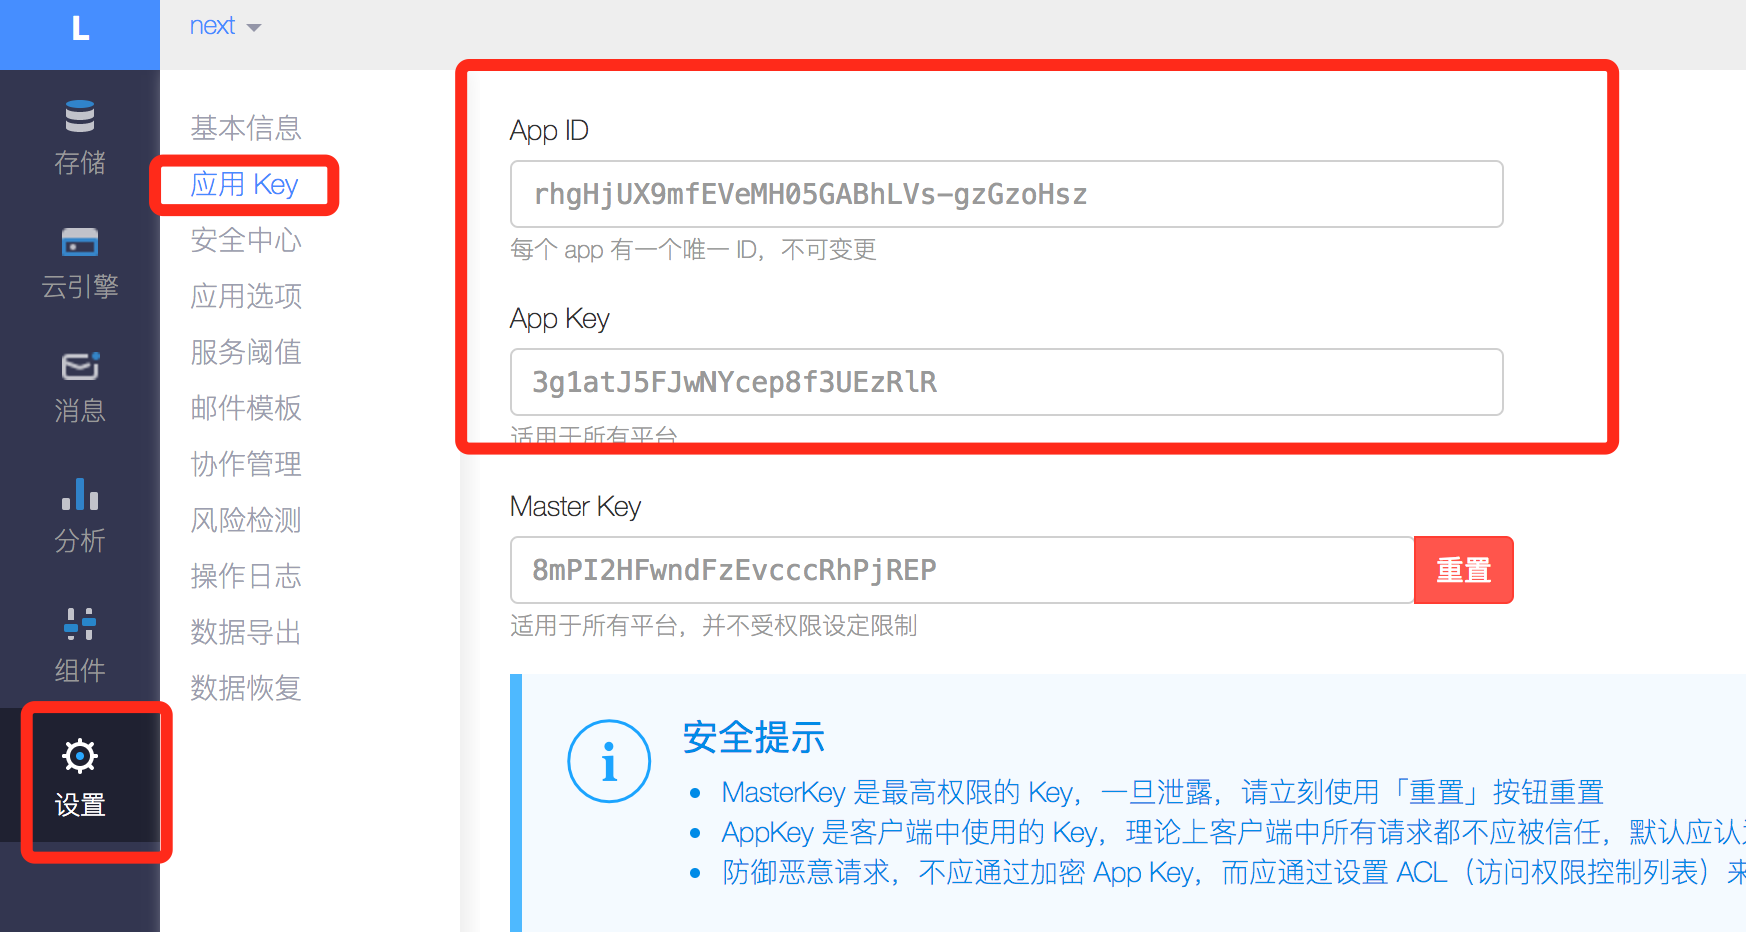 L
next
存储
云引擎
消息
分析
组件
设置
基本信息
应用 Key
安全中心
应用选项
服务阈值
邮件模板
协作管理
风险检测
操作日志
数据导出
数据恢复
App ID
rhgHjUX9mfEVeMH05GABhLVs-gzGzoHsz
每个 app 有一个唯一 ID，不可变更
App Key
3g1atJ5FJwNYcep8f3UEzRlR
适用于所有平台
Master Key
8mPI2HFwndFzEvcccRhPjREP
重置
适用于所有平台，并不受权限设定限制
安全提示
MasterKey 是最高权限的 Key，一旦泄露，请立刻使用「重置」按钮重置
AppKey 是客户端中使用的 Key，理论上客户端中所有请求都不应被信任，默认应认
防御恶意请求，不应通过加密 App Key，而应通过设置 ACL（访问权限控制列表）来